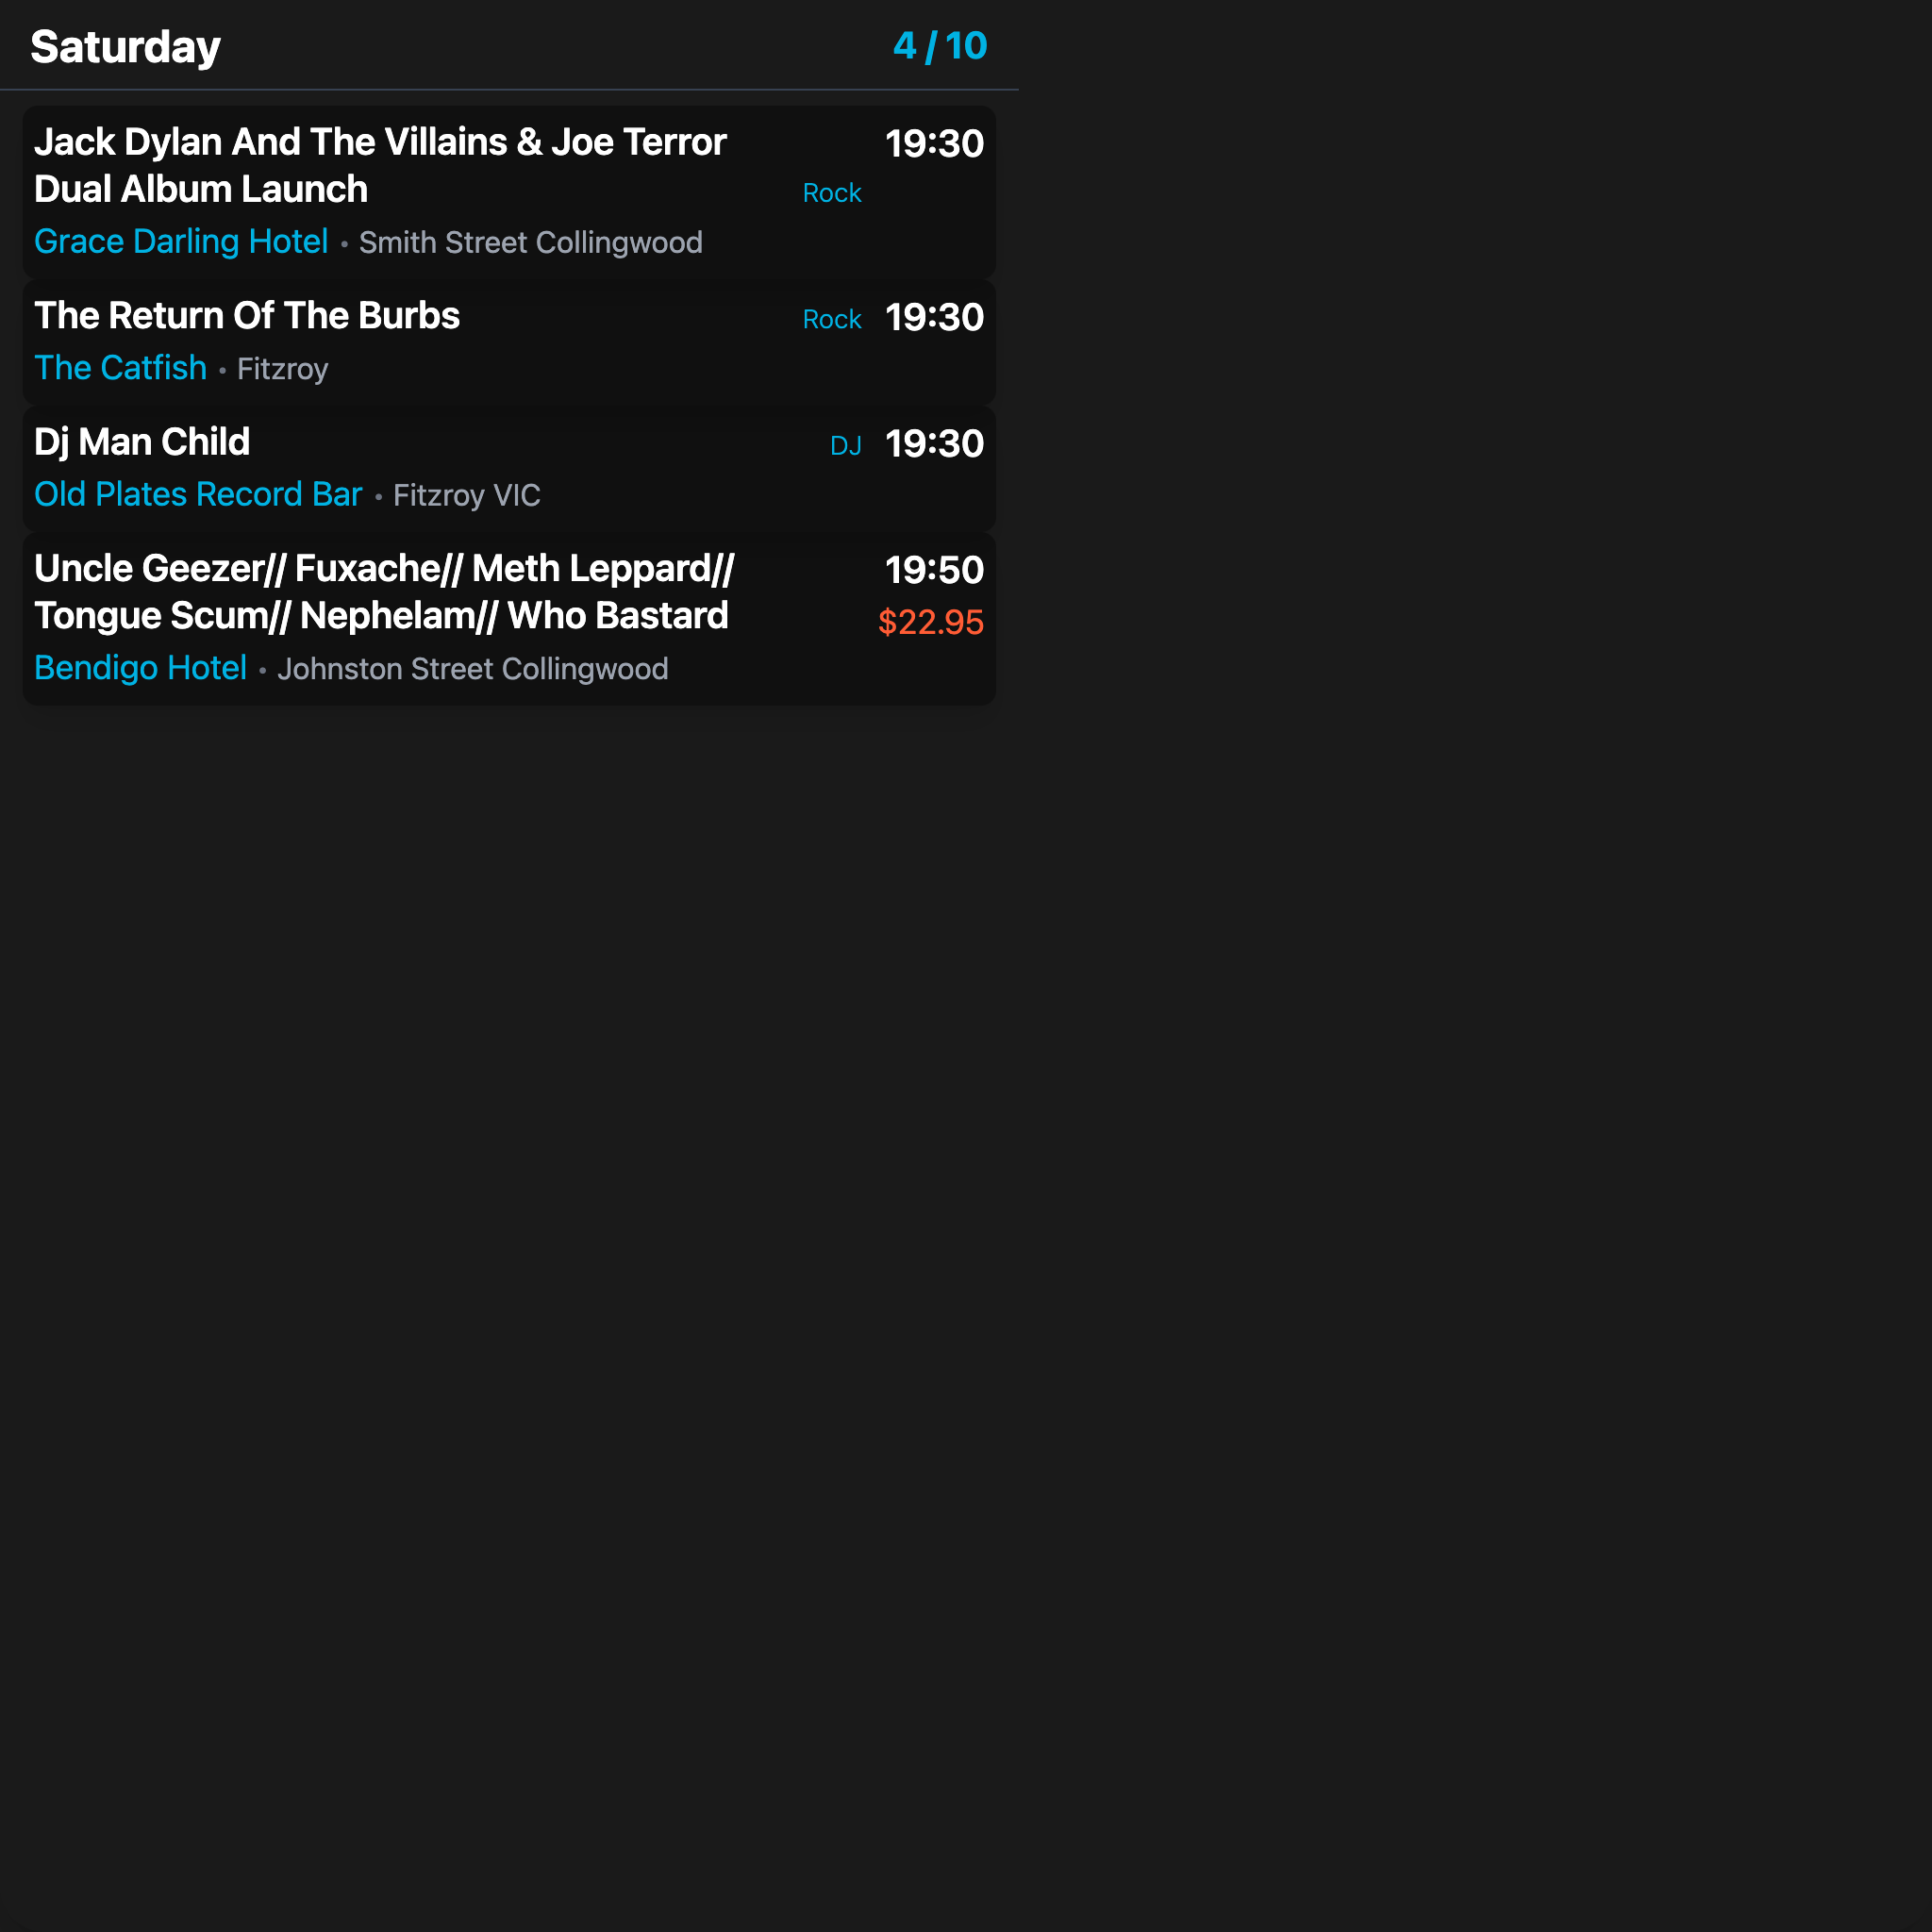 Saturday 4 / 10
Jack Dylan And The Villains & Joe Terror 19:30
Dual Album Launch Rock
Grace Darling Hotel • Smith Street Collingwood
The Return Of The Burbs Rock 19:30
The Catfish • Fitzroy
Dj Man Child DJ 19:30
Old Plates Record Bar • Fitzroy VIC
Uncle Geezer// Fuxache// Meth Leppard// 19:50
Tongue Scum// Nephelam// Who Bastard $22.95
Bendigo Hotel • Johnston Street Collingwood